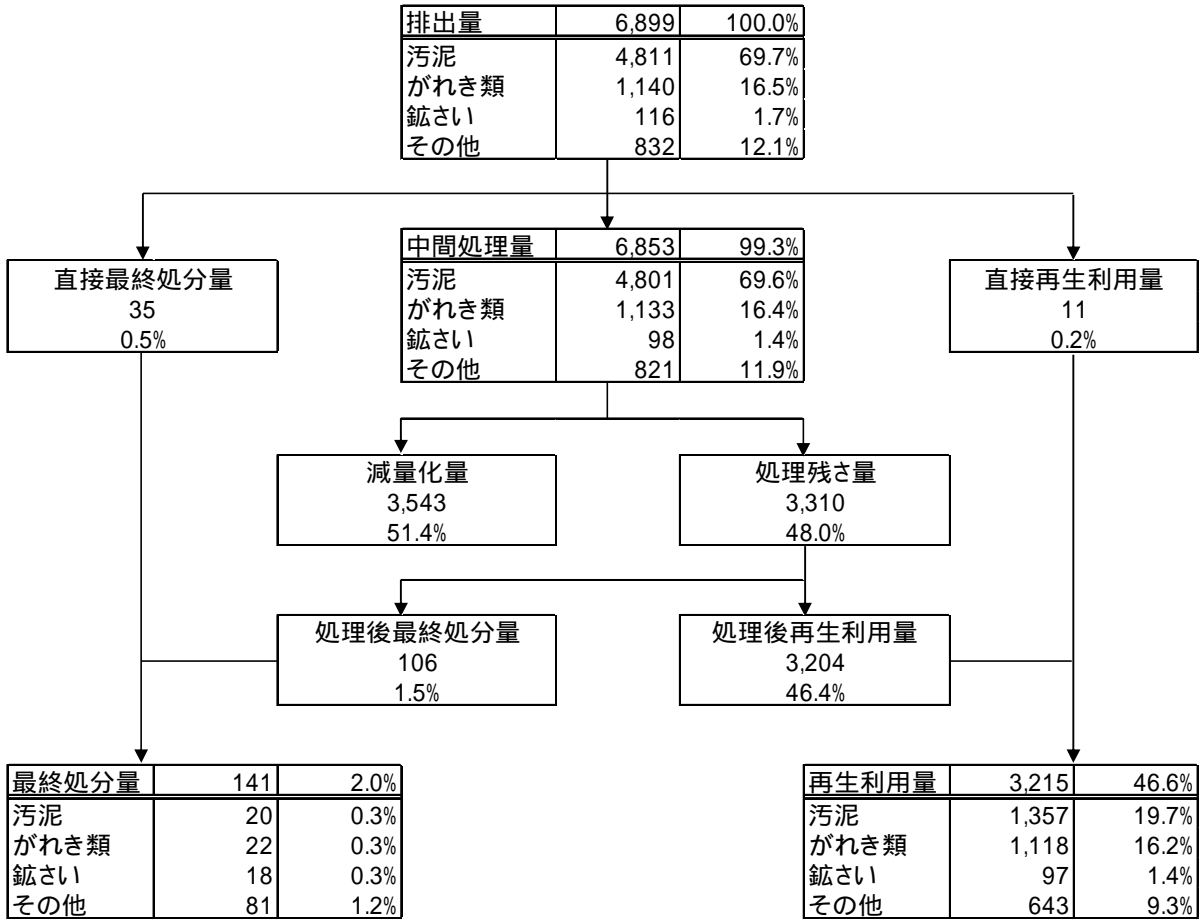 排出量 6,899 100.0%
汚泥 4,811 69.7%
がれき類 1,140 16.5%
鉱さい 116 1.7%
その他 832 12.1%
中間処理量 6,853 99.3%
汚泥 4,801 69.6%
がれき類 1,133 16.4%
鉱さい 98 1.4%
その他 821 11.9%
直接最終処分量
35
0.5%
直接再生利用量
11
0.2%
減量化量
3,543
51.4%
処理残さ量
3,310
48.0%
処理後最終処分量
106
1.5%
処理後再生利用量
3,204
46.4%
最終処分量 141 2.0%
汚泥 20 0.3%
がれき類 22 0.3%
鉱さい 18 0.3%
その他 81 1.2%
再生利用量 3,215 46.6%
汚泥 1,357 19.7%
がれき類 1,118 16.2%
鉱さい 97 1.4%
その他 643 9.3%